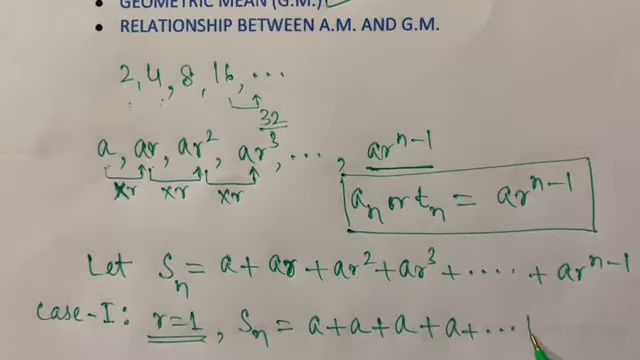 • GEOMETRIC MEAN (G.M.)
• RELATIONSHIP BETWEEN A.M. AND G.M.
2, 4, 8, 16, ...
32
a, ar, ar², ar³, ..., arⁿ⁻¹
×r ×r ×r
aₙ or tₙ = arⁿ⁻¹
Let Sₙ = a + ar + ar² + ar³ + ..... + arⁿ⁻¹
Case-I: r=1, Sₙ = a + a + a + a + ...